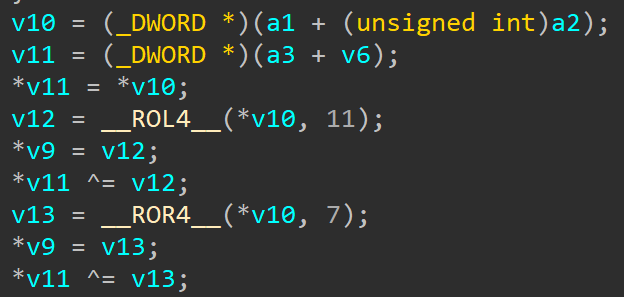 v10 = (_DWORD *)(a1 + (unsigned int)a2);
v11 = (_DWORD *)(a3 + v6);
*v11 = *v10;
v12 = __ROL4__(*v10, 11);
*v9 = v12;
*v11 ^= v12;
v13 = __ROR4__(*v10, 7);
*v9 = v13;
*v11 ^= v13;